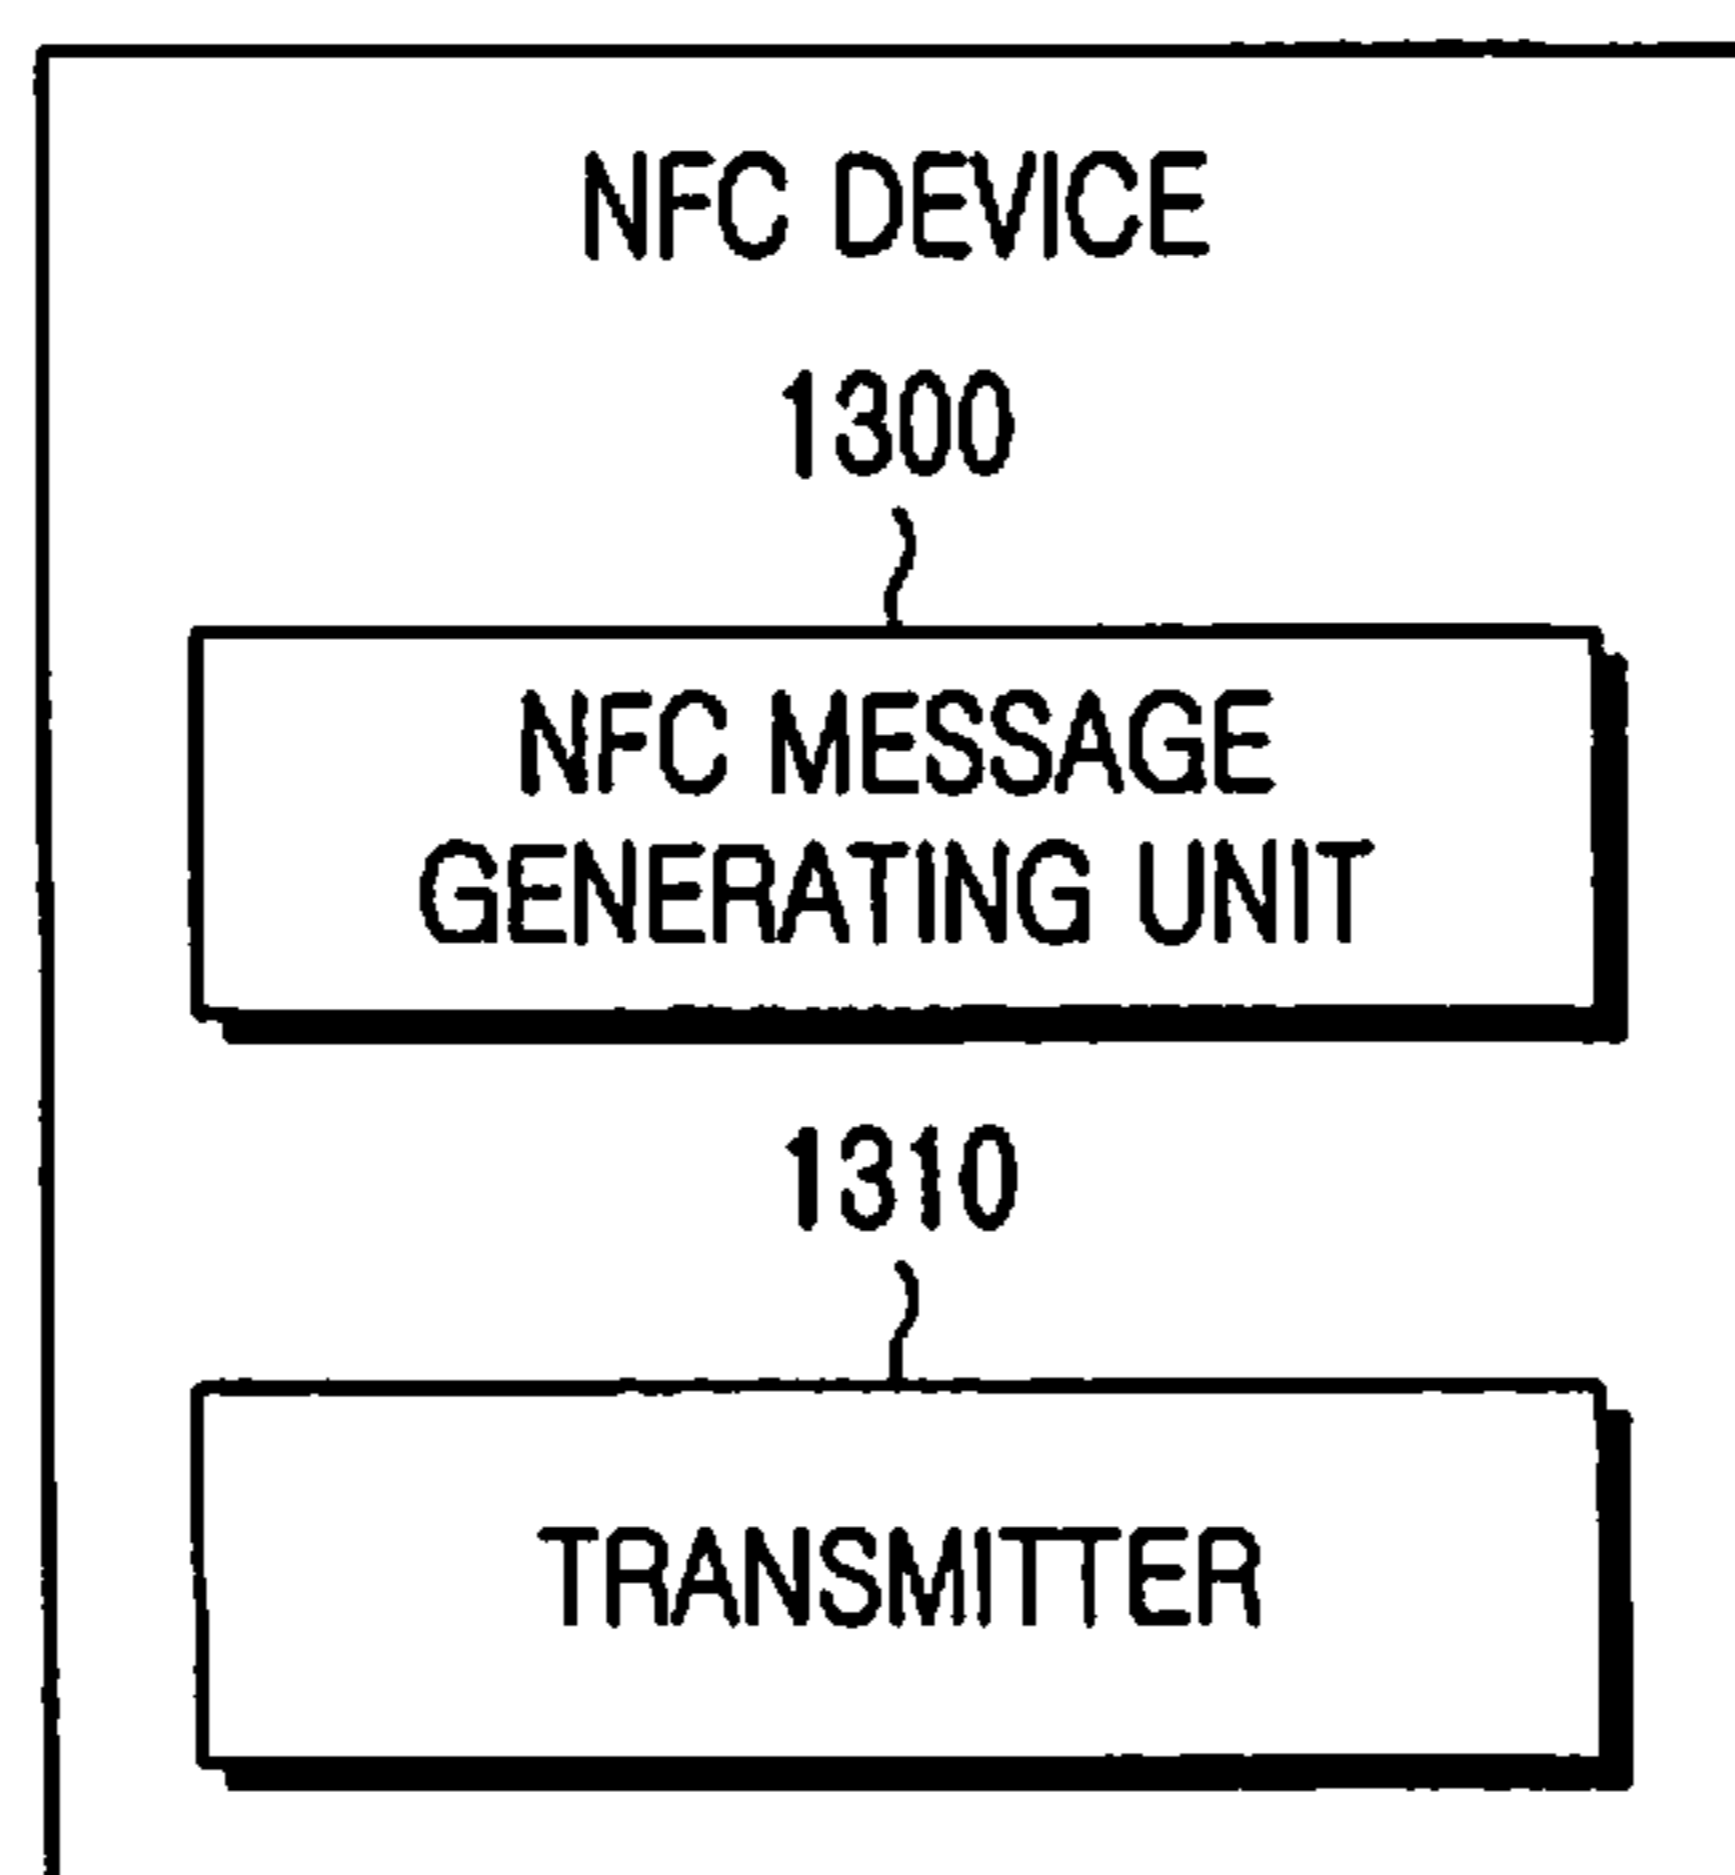 NFC DEVICE
1300
NFC MESSAGE
GENERATING UNIT
1310
TRANSMITTER